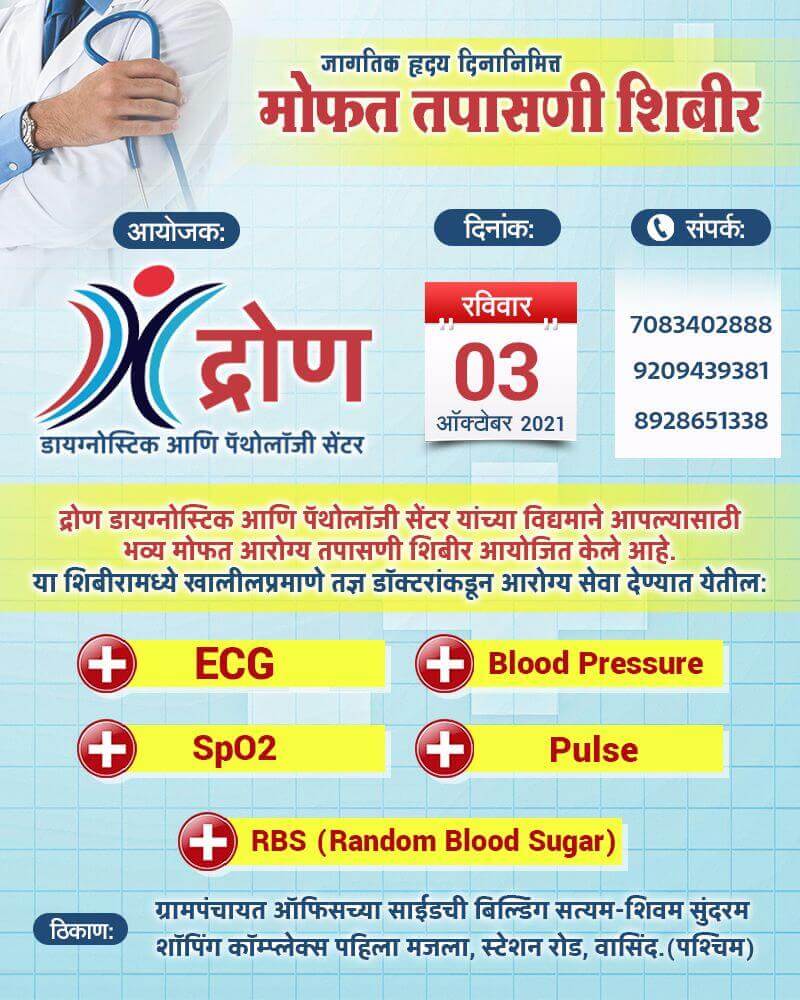 जागतिक हृदय दिनानिमित्त
मोफत तपासणी शिबीर
आयोजक:
द्रोण
डायग्नोस्टिक आणि पॅथोलॉजी सेंटर
दिनांक:
रविवार
03
ऑक्टोबर 2021
संपर्क:
7083402888
9209439381
8928651338
द्रोण डायग्नोस्टिक आणि पॅथोलॉजी सेंटर यांच्या विद्यमाने आपल्यासाठी
भव्य मोफत आरोग्य तपासणी शिबीर आयोजित केले आहे.
या शिबीरामध्ये खालीलप्रमाणे तज्ञ डॉक्टरांकडून आरोग्य सेवा देण्यात येतील:
ECG
Blood Pressure
SpO2
Pulse
RBS (Random Blood Sugar)
ठिकाण:
ग्रामपंचायत ऑफिसच्या साईडची बिल्डिंग सत्यम-शिवम सुंदरम
शॉपिंग कॉम्प्लेक्स पहिला मजला, स्टेशन रोड, वासिंद.(पश्चिम)